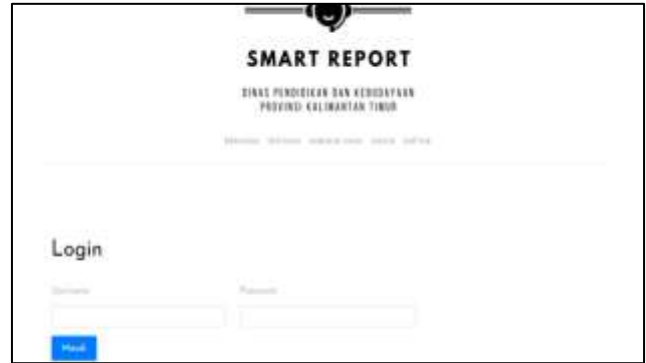 SMART REPORT
DINAS PENDIDIKAN DAN KEBUDAYAAN
PROVINSI KALIMANTAN TIMUR
Login
Username Password
Masuk